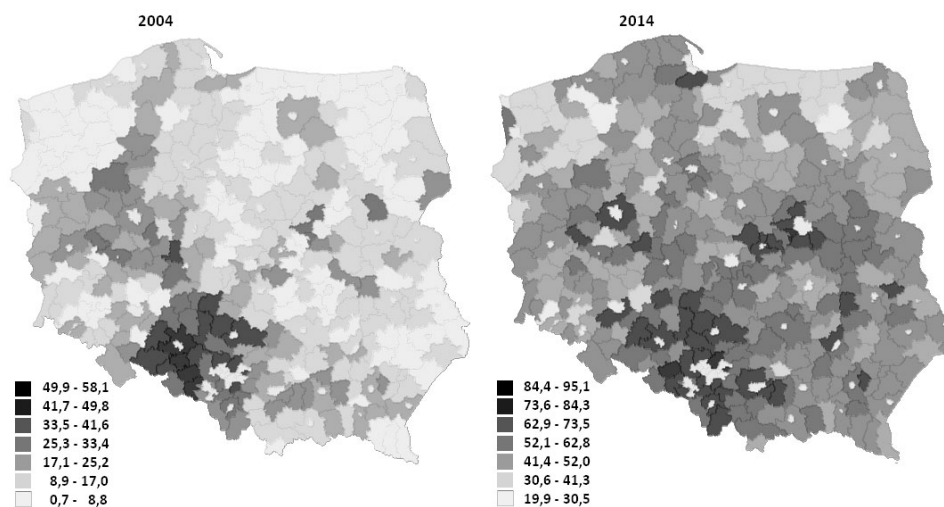 2004
2014
49,9 - 58,1
41,7 - 49,8
33,5 - 41,6
25,3 - 33,4
17,1 - 25,2
8,9 - 17,0
0,7 - 8,8
84,4 - 95,1
73,6 - 84,3
62,9 - 73,5
52,1 - 62,8
41,4 - 52,0
30,6 - 41,3
19,9 - 30,5